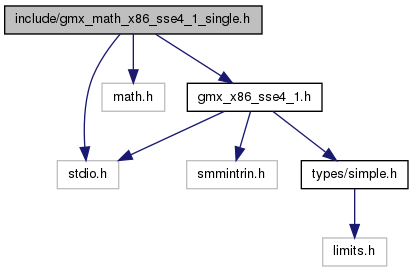 include/gmx_math_x86_sse4_1_single.h
math.h
gmx_x86_sse4_1.h
stdio.h
smmintrin.h
types/simple.h
limits.h